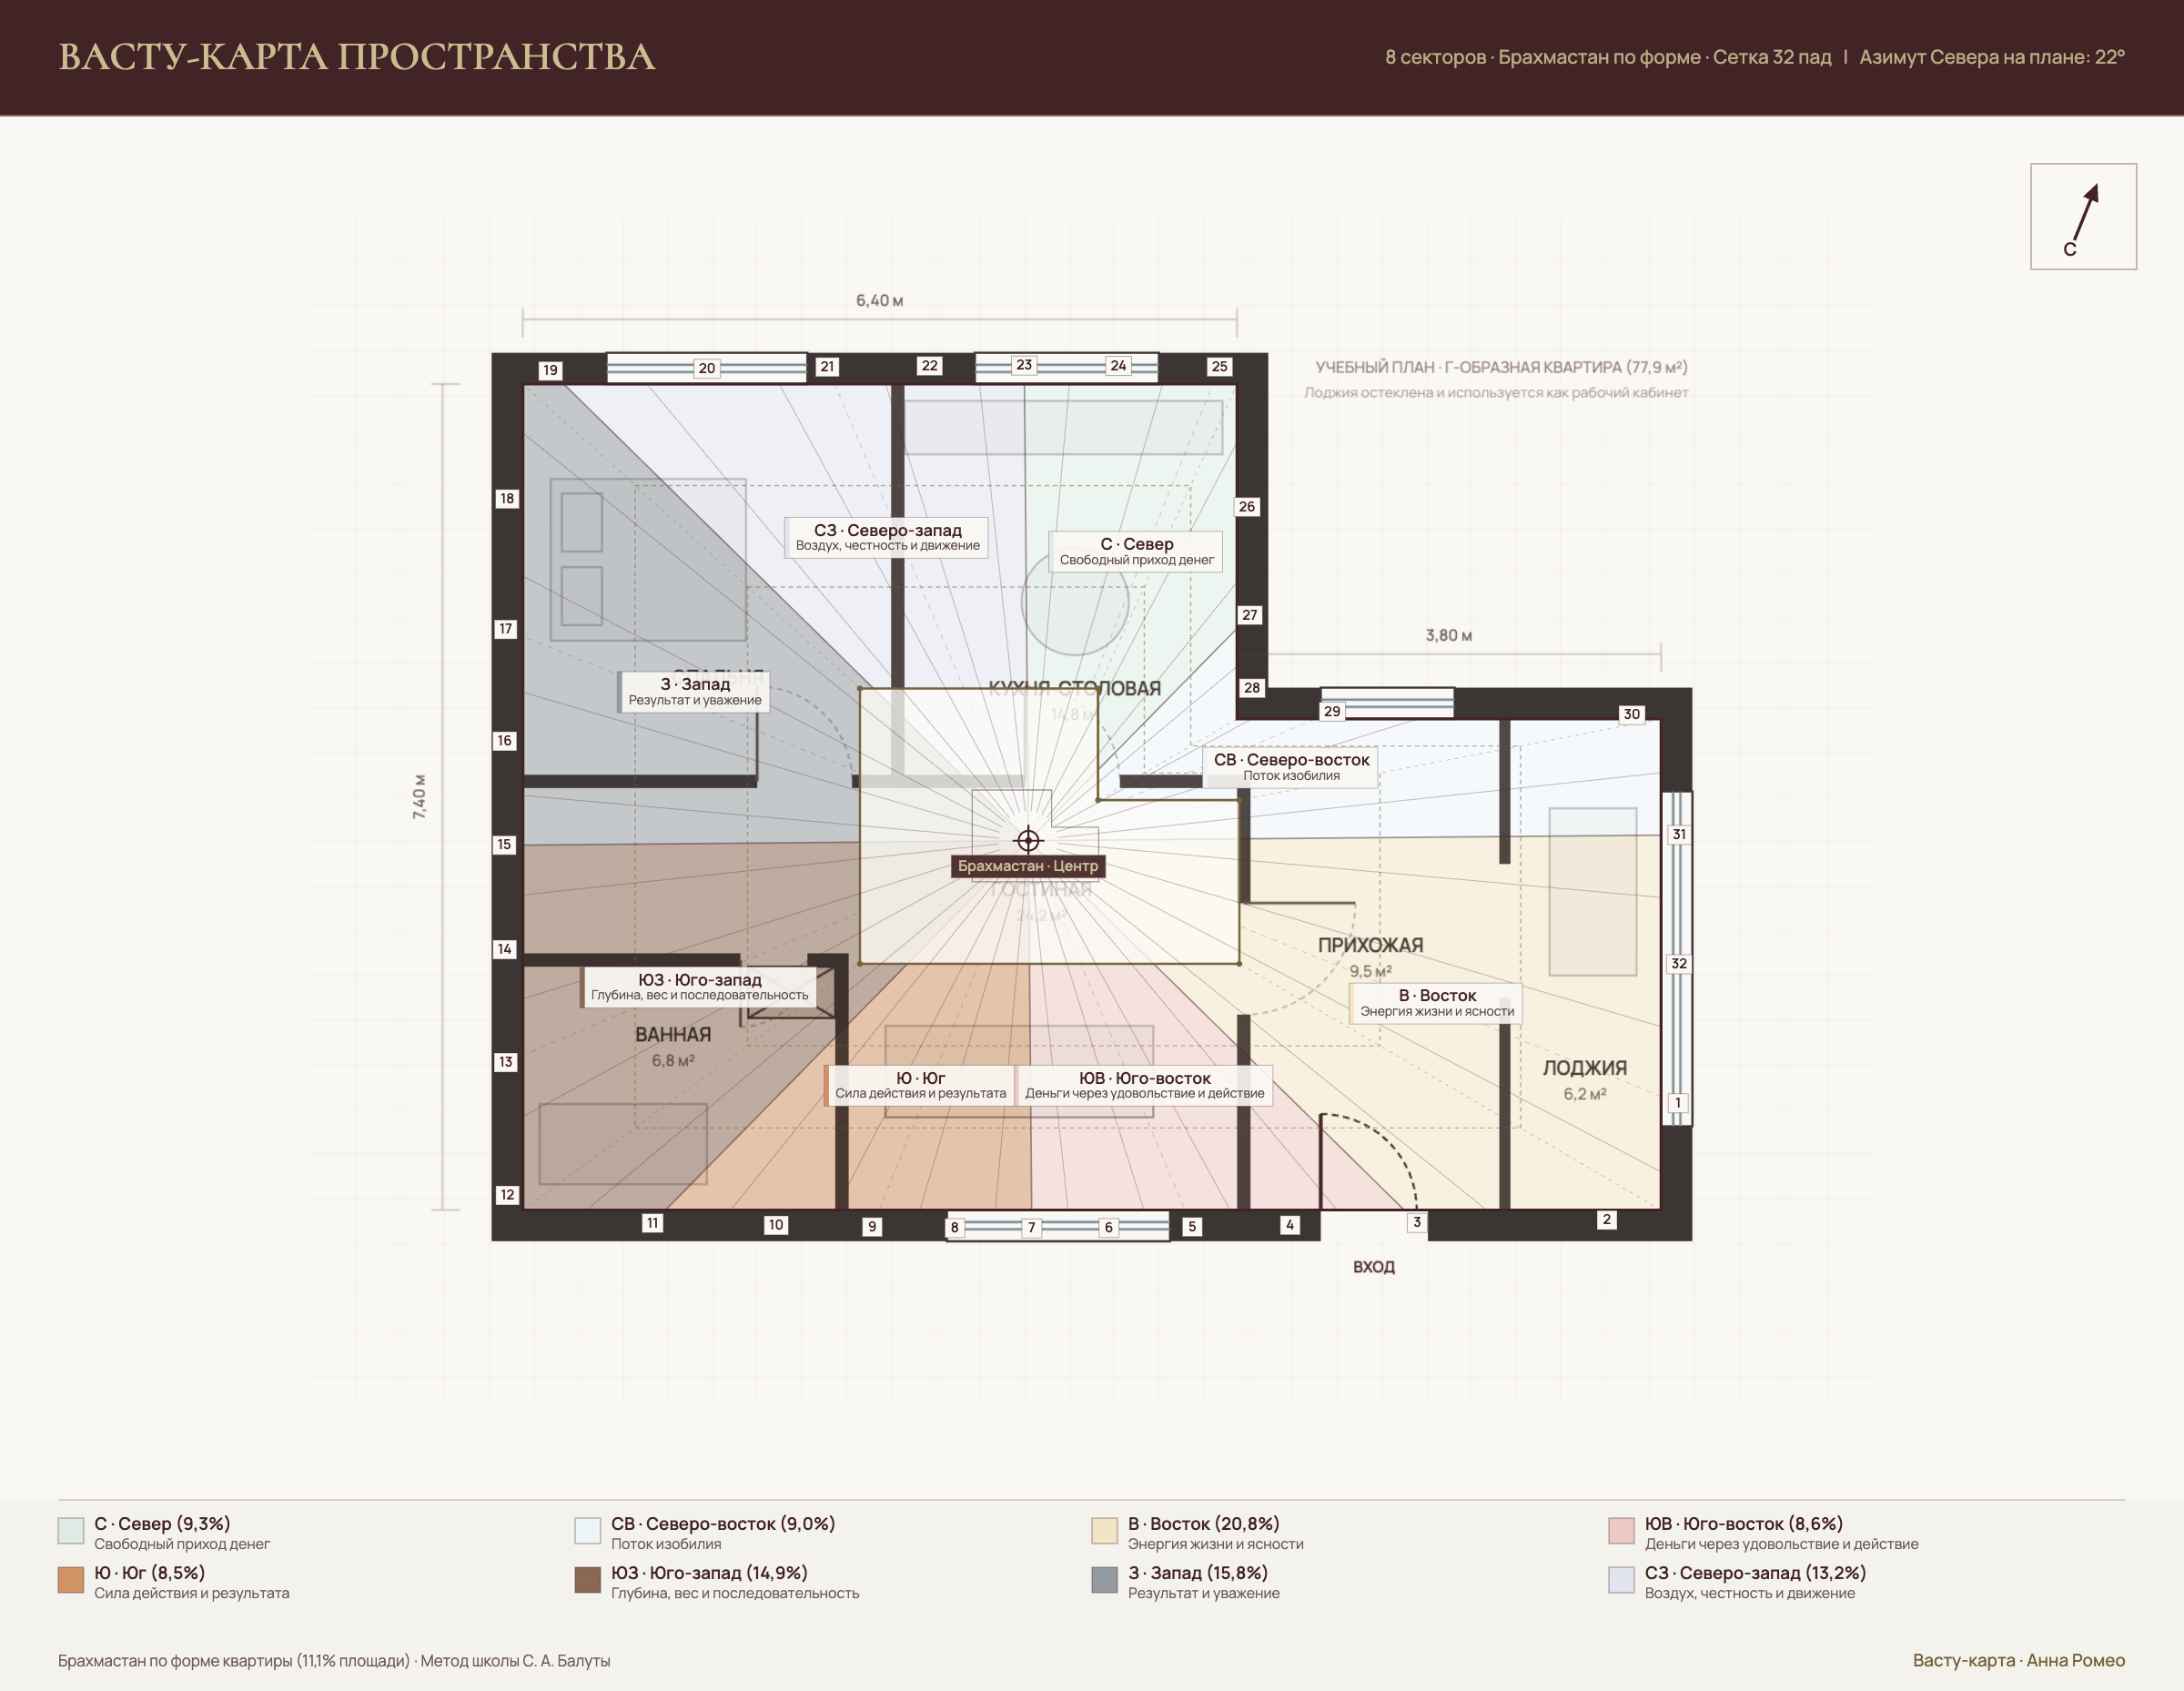 ВАСТУ-КАРТА ПРОСТРАНСТВА
8 секторов · Брахмастан по форме · Сетка 32 пад | Азимут Севера на плане: 22°
С
6,40 м
УЧЕБНЫЙ ПЛАН · Г-ОБРАЗНАЯ КВАРТИРА (77,9 м²)
Лоджия остеклена и используется как рабочий кабинет
19 20 21 22 23 24 25
18
26
СЗ · Северо-запад
Воздух, честность и движение
С · Север
Свободный приход денег
17
27
3,80 м
З · Запад
Результат и уважение
КУХНЯ-СТОЛОВАЯ
14,8 м²
28
29
30
16
СВ · Северо-восток
Поток изобилия
7,40 м
15
31
Брахмастан · Центр
ГОСТИНАЯ
24,2 м²
14
32
ПРИХОЖАЯ
9,5 м²
ЮЗ · Юго-запад
Глубина, вес и последовательность
В · Восток
Энергия жизни и ясности
ВАННАЯ
6,8 м²
13
ЛОДЖИЯ
6,2 м²
Ю · Юг
Сила действия и результата
ЮВ · Юго-восток
Деньги через удовольствие и действие
1
12
11 10 9 8 7 6 5 4 3 2
ВХОД
С · Север (9,3%)
Свободный приход денег
СВ · Северо-восток (9,0%)
Поток изобилия
В · Восток (20,8%)
Энергия жизни и ясности
ЮВ · Юго-восток (8,6%)
Деньги через удовольствие и действие
Ю · Юг (8,5%)
Сила действия и результата
ЮЗ · Юго-запад (14,9%)
Глубина, вес и последовательность
З · Запад (15,8%)
Результат и уважение
СЗ · Северо-запад (13,2%)
Воздух, честность и движение
Брахмастан по форме квартиры (11,1% площади) · Метод школы С. А. Балуты
Васту-карта · Анна Ромео